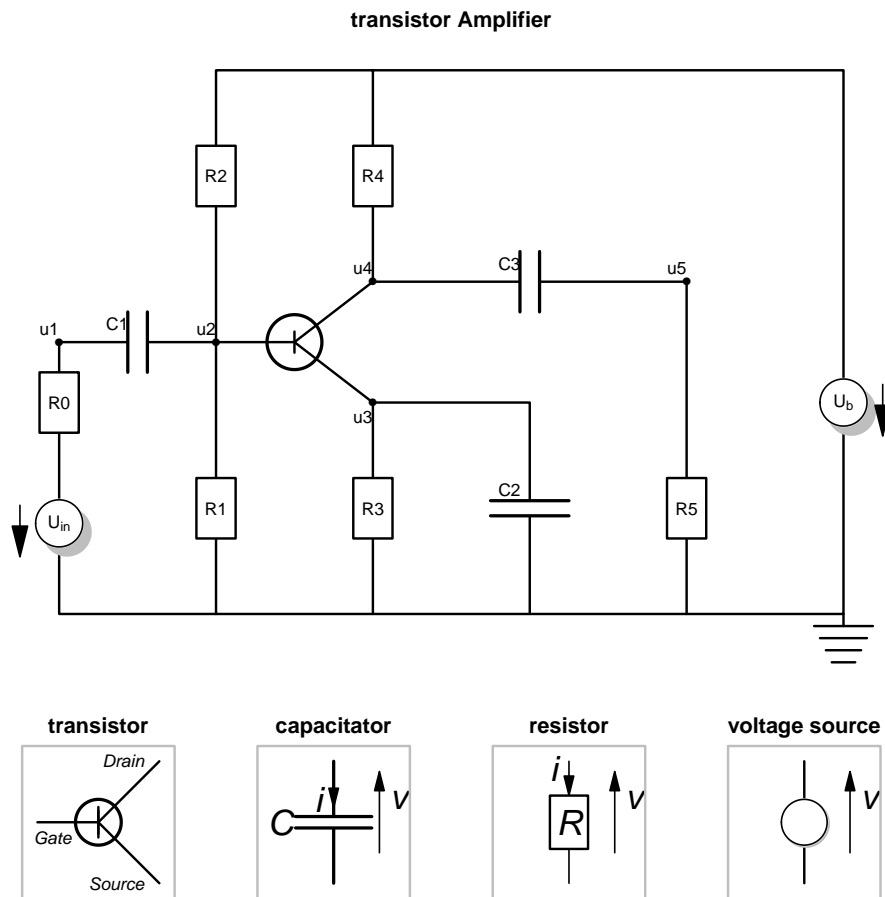 transistor Amplifier
R2
R4
u4
C3
u5
u1
C1
u2
R0
U_b
u3
C2
U_in
R1
R3
R5
transistor
capacitator
resistor
voltage source
Drain
Gate
Source
i
C
v
i
R
v
v